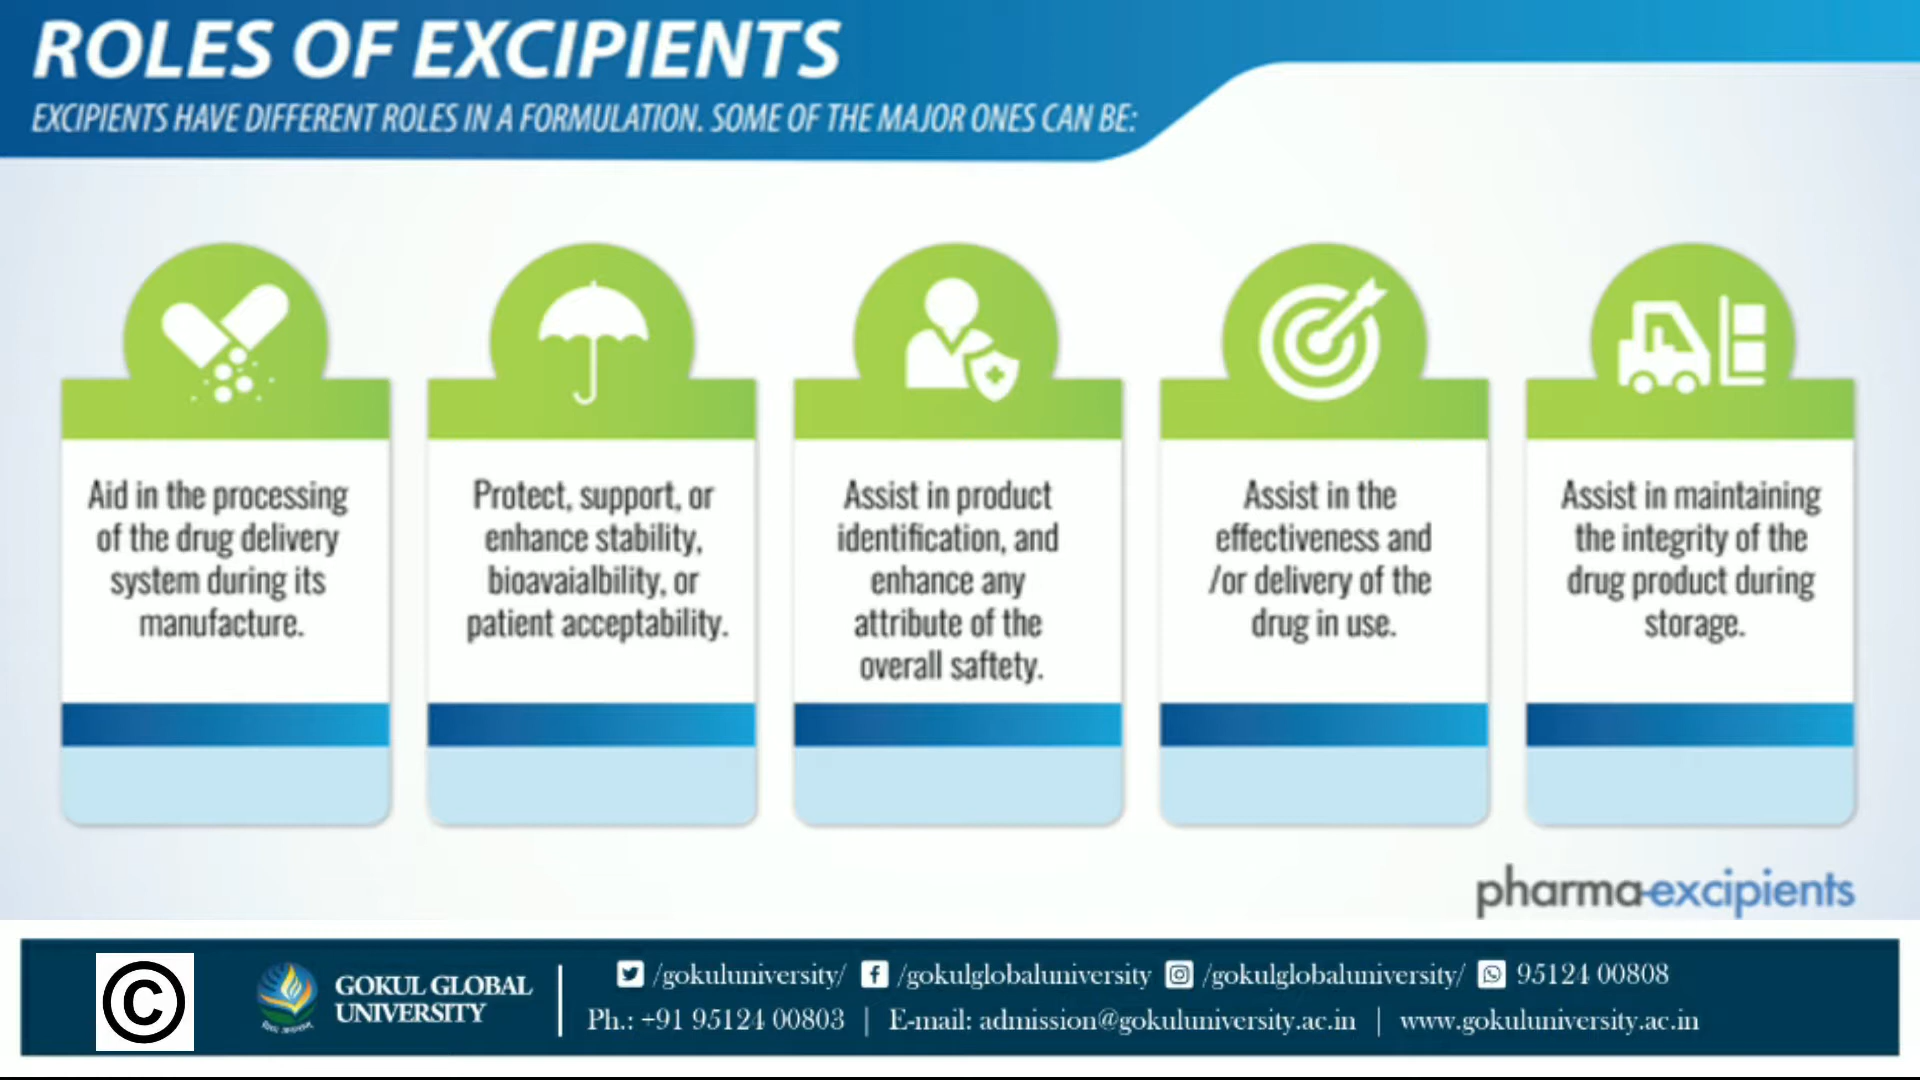 ROLES OF EXCIPIENTS
EXCIPIENTS HAVE DIFFERENT ROLES IN A FORMULATION. SOME OF THE MAJOR ONES CAN BE:
Aid in the processing
of the drug delivery
system during its
manufacture.
Protect, support, or
enhance stability,
bioavaialbility, or
patient acceptability.
Assist in product
identification, and
enhance any
attribute of the
overall saftety.
Assist in the
effectiveness and
/or delivery of the
drug in use.
Assist in maintaining
the integrity of the
drug product during
storage.
pharma-excipients
©
GOKUL GLOBAL
UNIVERSITY
/gokuluniversity/ /gokulglobaluniversity /gokulglobaluniversity/ 95124 00808
Ph.: +91 95124 00803 | E-mail: admission@gokuluniversity.ac.in | www.gokuluniversity.ac.in